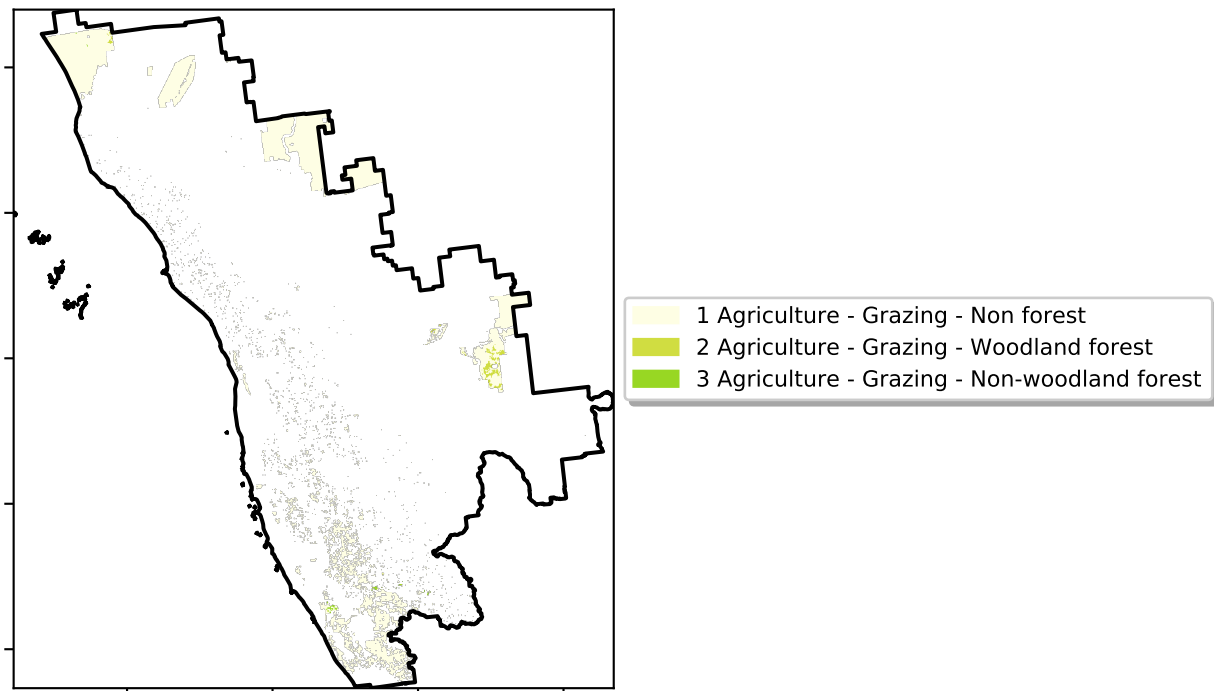 1 Agriculture - Grazing - Non forest
2 Agriculture - Grazing - Woodland forest
3 Agriculture - Grazing - Non-woodland forest